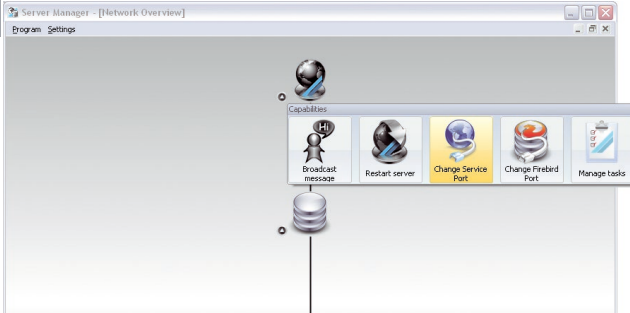 Server Manager - [Network Overview]
Program Settings
Capabilities
Hi
Broadcast
message
Restart server
Change Service
Port
Change Firebird
Port
Manage tasks